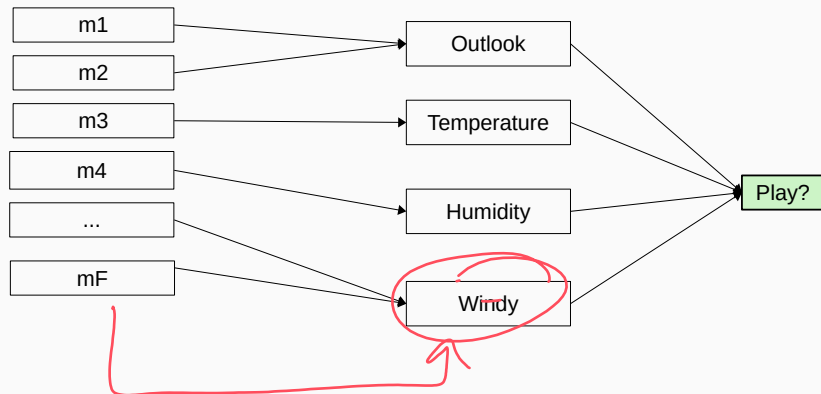 m1
m2
m3
m4
...
mF
Outlook
Temperature
Humidity
Windy
Play?